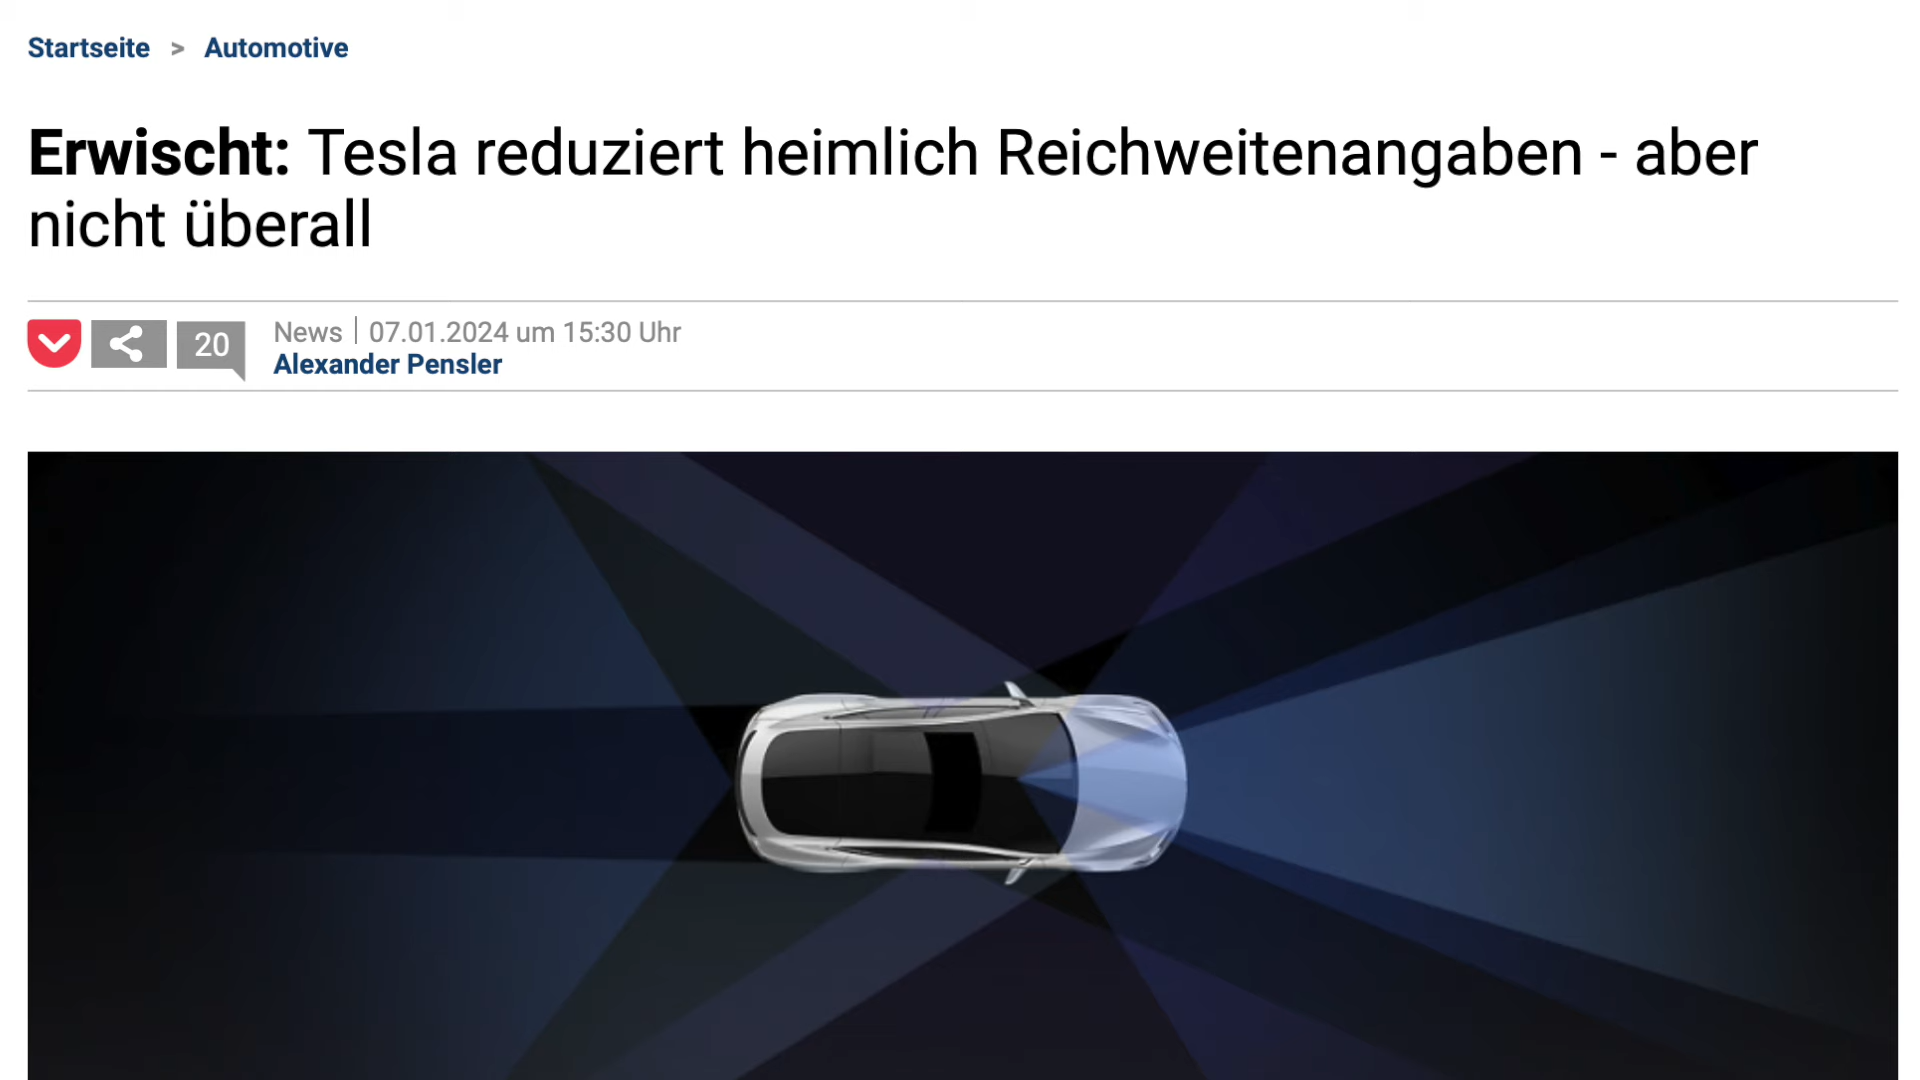 Startseite > Automotive
Erwischt: Tesla reduziert heimlich Reichweitenangaben - aber
nicht überall
20
News | 07.01.2024 um 15:30 Uhr
Alexander Pensler